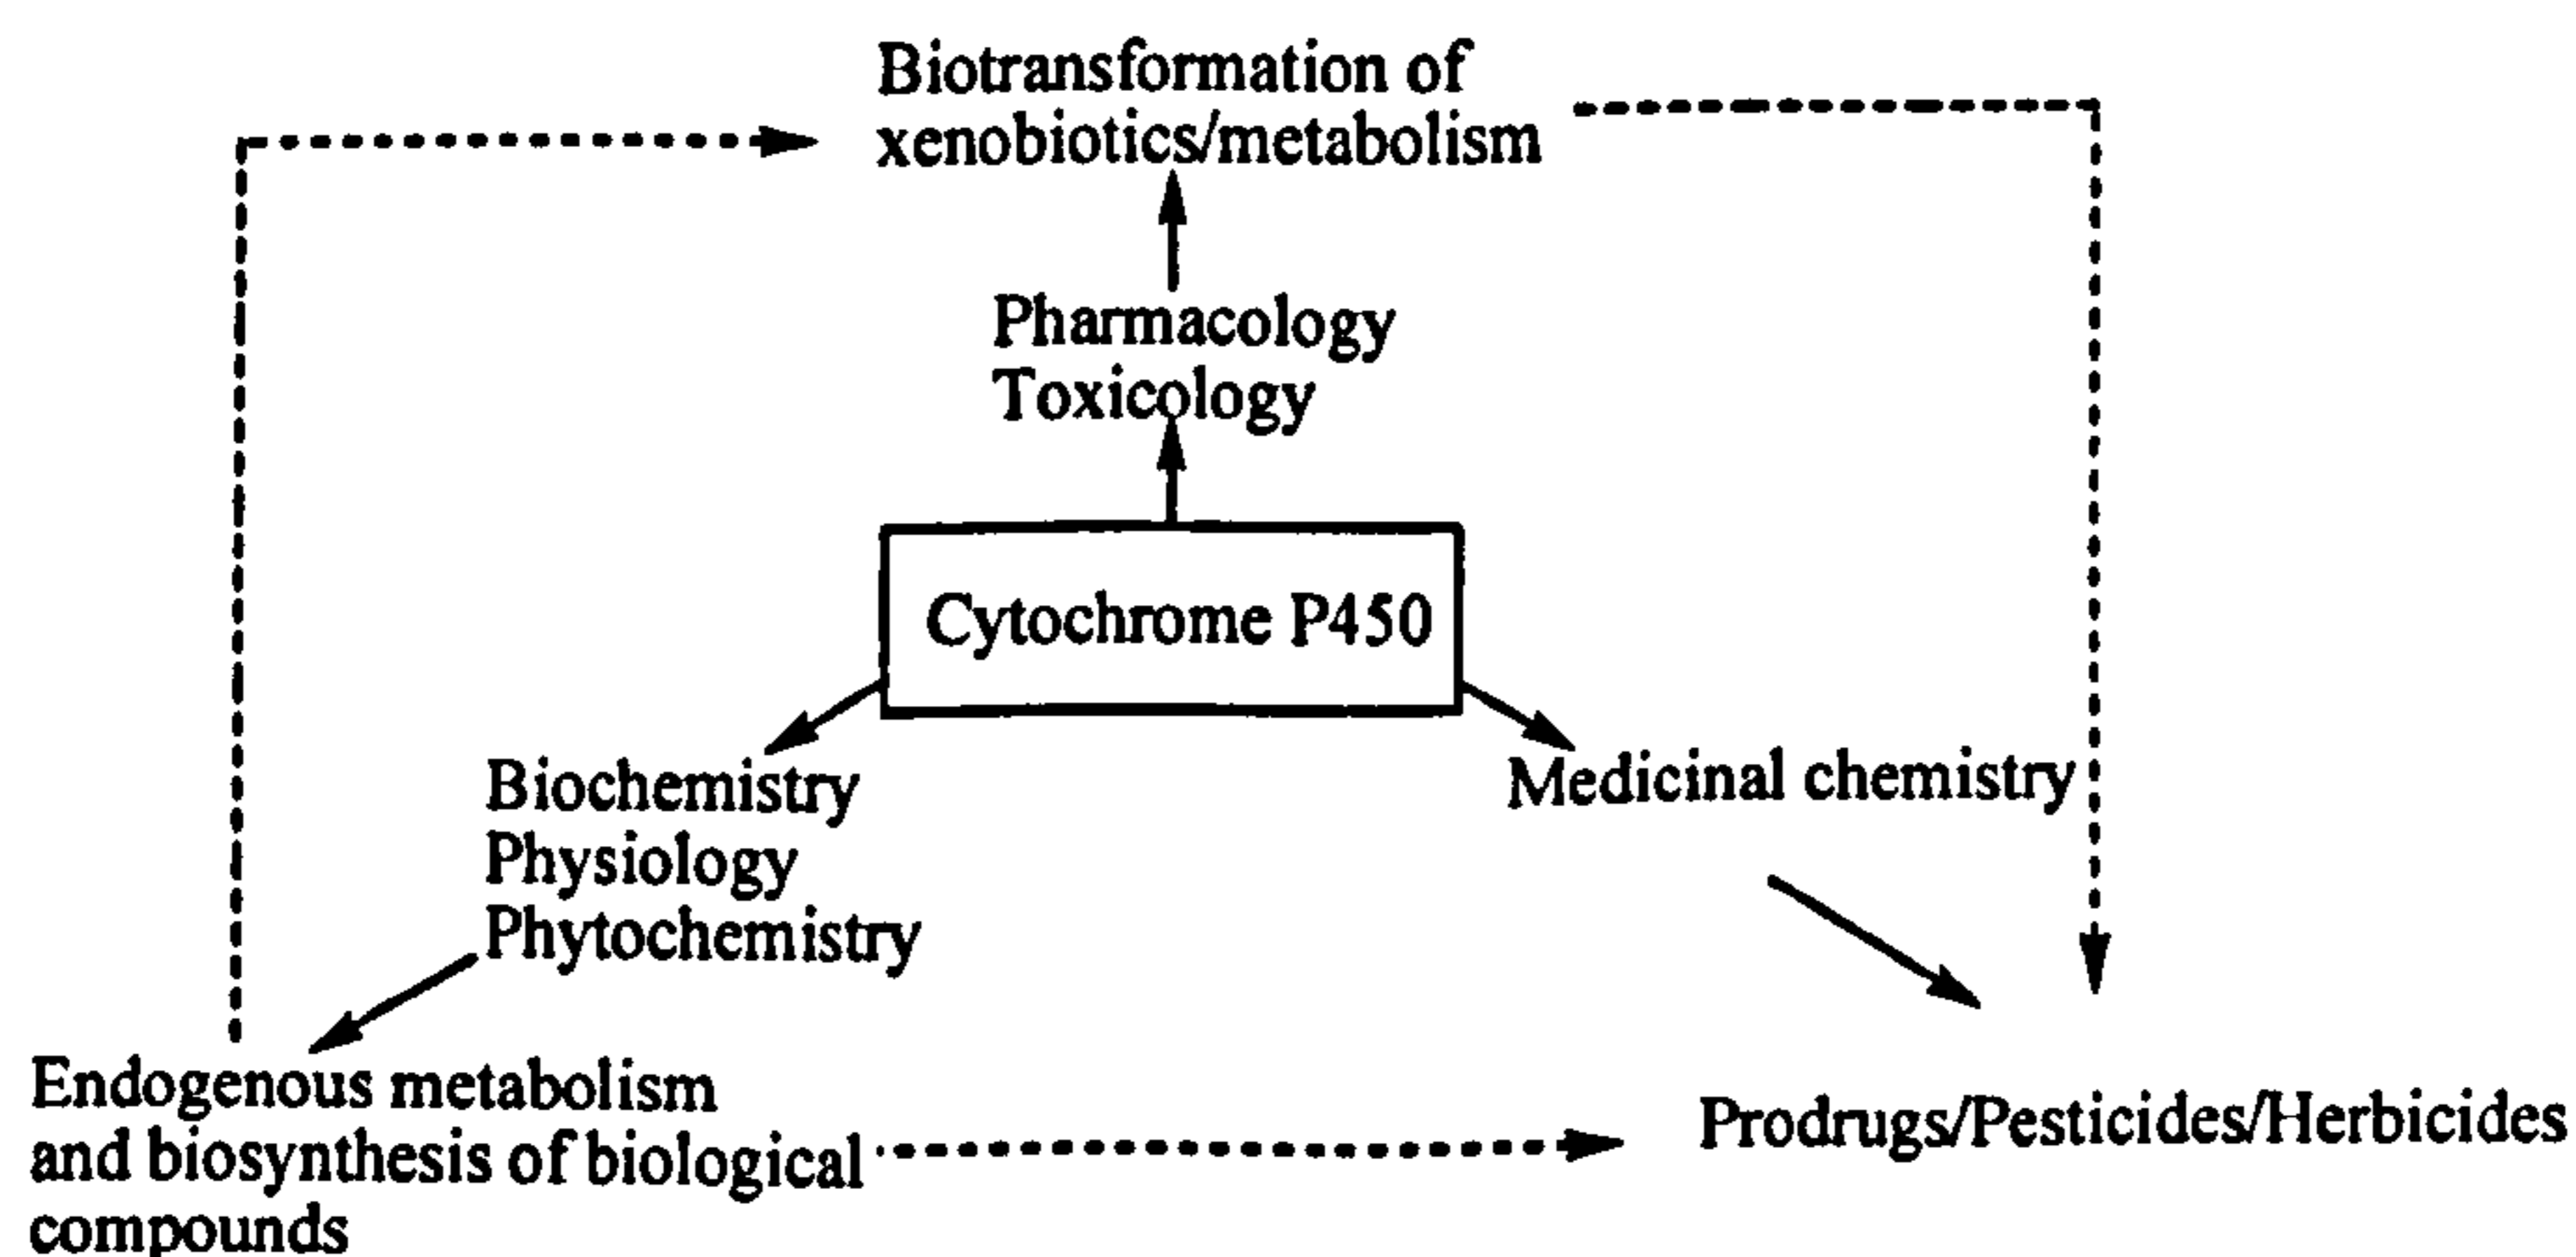 Biotransformation of
xenobiotics/metabolism
Pharmacology
Toxicology
Cytochrome P450
Biochemistry
Physiology
Phytochemistry
Medicinal chemistry
Endogenous metabolism
and biosynthesis of biological
compounds
Prodrugs/Pesticides/Herbicides